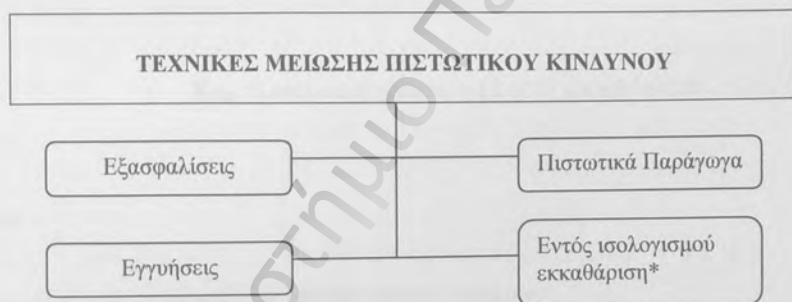 ΤΕΧΝΙΚΕΣ ΜΕΙΩΣΗΣ ΠΙΣΤΩΤΙΚΟΥ ΚΙΝΔΥΝΟΥ
Εξασφαλίσεις
Πιστωτικά Παράγωγα
Εγγυήσεις
Εντός ισολογισμού
εκκαθάριση*